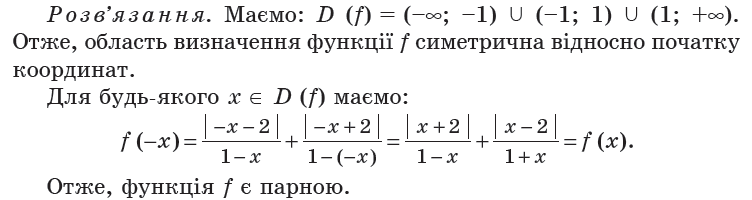 Розв’язання. Маємо: D (f) = (–∞; –1) ∪ (–1; 1) ∪ (1; +∞).
Отже, область визначення функції f симетрична відносно початку
координат.
Для будь-якого x ∈ D (f) маємо:
f (–x) = | –x – 2 | / (1 – x) + | –x + 2 | / (1 – (–x)) = | x + 2 | / (1 – x) + | x – 2 | / (1 + x) = f (x).
Отже, функція f є парною.